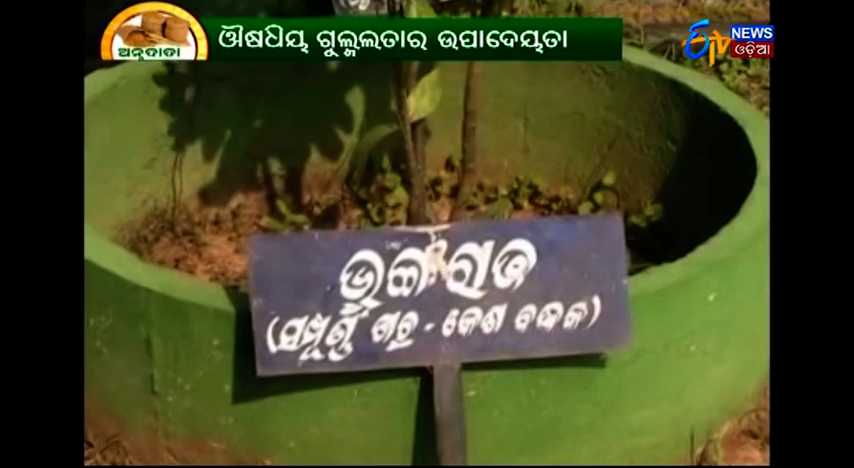 ଅନ୍ନଦାତା
ଔଷଧିୟ ଗୁଳ୍ମଲତାର ଉପାଦେୟତା
etv NEWS
ଓଡ଼ିଆ
ଭୃଙ୍ଗରାଜ
(ସମ୍ପୂର୍ଣ୍ଣ ଗଛ - କେଶ ବର୍ଦ୍ଧକ)